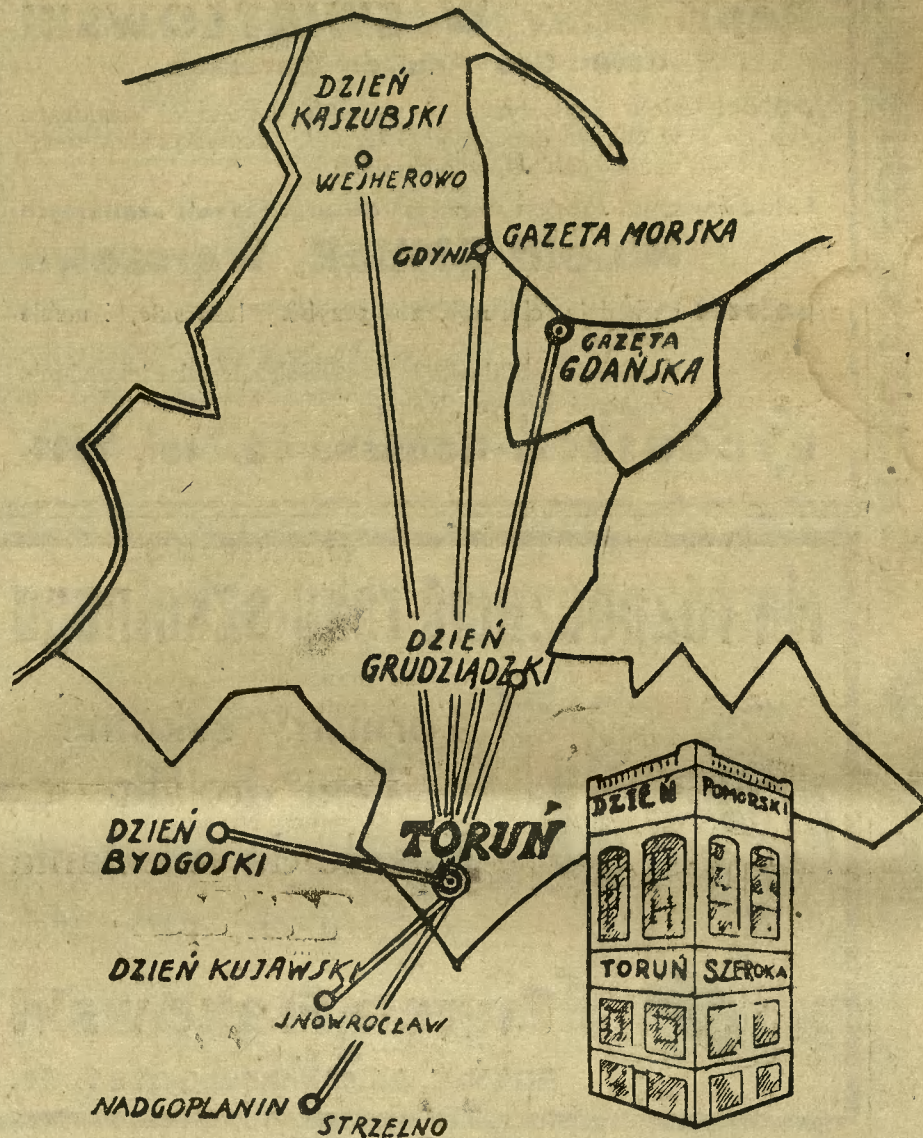 DZIEŃ
KASZUBSKI
WEJHEROWO
GDYNIA
GAZETA MORSKA
GAZETA
GDAŃSKA
DZIEŃ
GRUDZIĄDZKI
DZIEŃ
POMORSKI
TORUŃ
DZIEŃ
BYDGOSKI
TORUŃ
SZEROKA
DZIEŃ KUJAWSKI
JNOWROCŁAW
NADGOPLANIN
STRZELNO